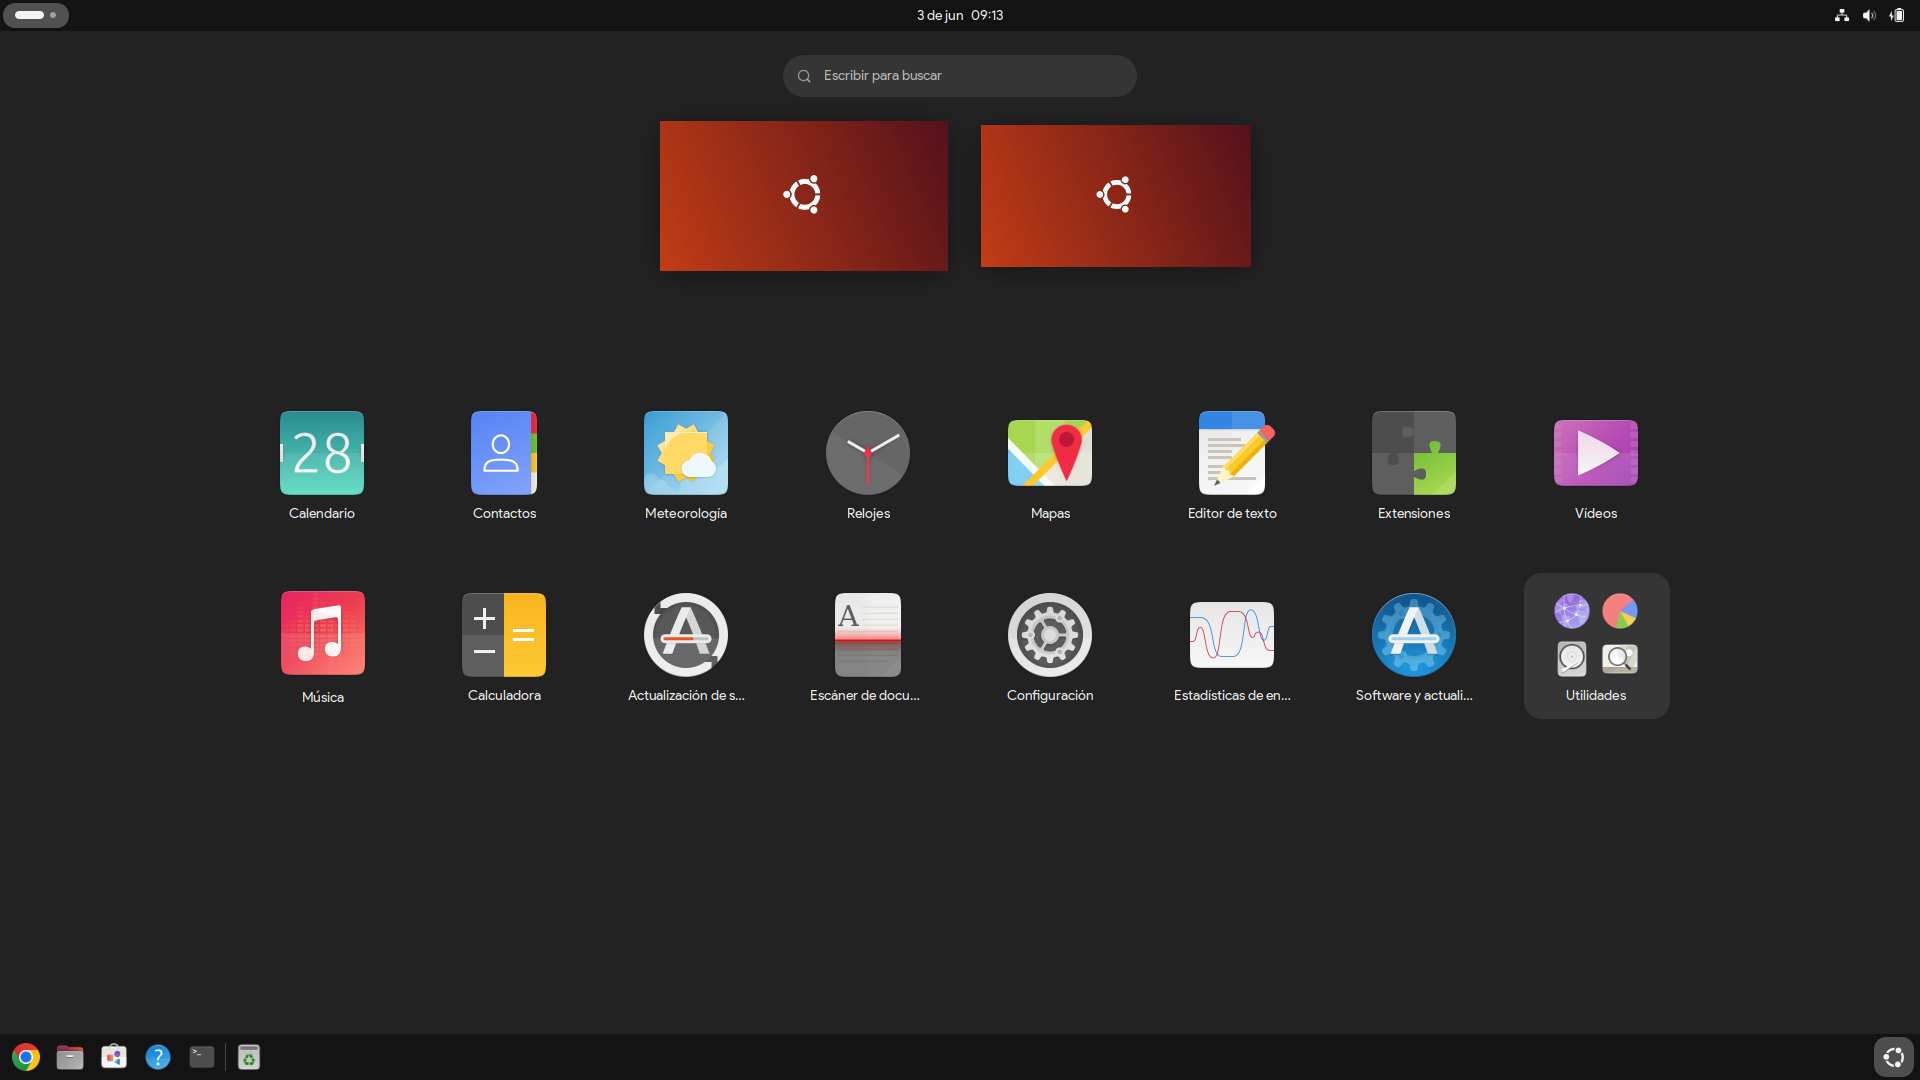 3 de jun 09:13
Escribir para buscar
28
Calendario
Contactos
Meteorología
Relojes
Mapas
Editor de texto
Extensiones
Vídeos
A
Música
Calculadora
Actualización de s...
Escáner de docu...
Configuración
Estadísticas de en...
Software y actuali...
Utilidades